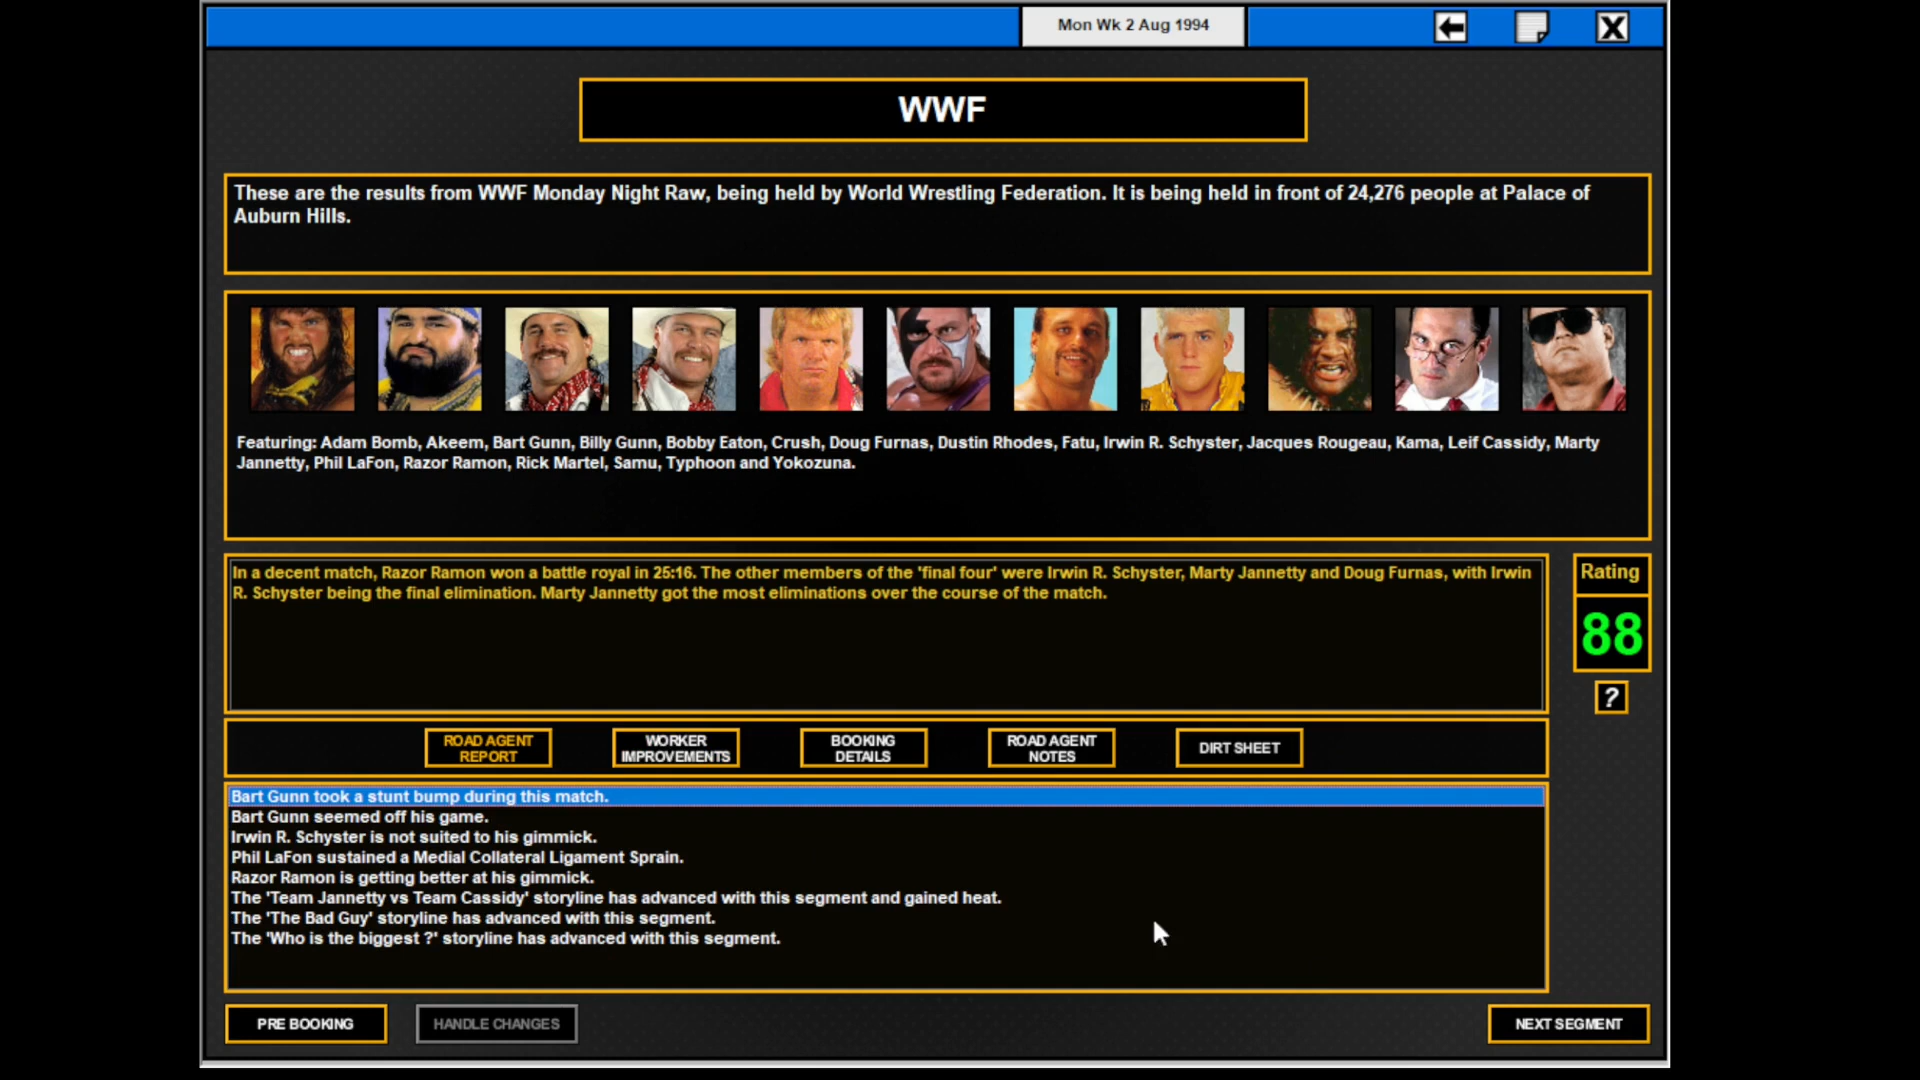 Mon Wk 2 Aug 1994
WWF
These are the results from WWF Monday Night Raw, being held by World Wrestling Federation. It is being held in front of 24,276 people at Palace of
Auburn Hills.
Featuring: Adam Bomb, Akeem, Bart Gunn, Billy Gunn, Bobby Eaton, Crush, Doug Furnas, Dustin Rhodes, Fatu, Irwin R. Schyster, Jacques Rougeau, Kama, Leif Cassidy, Marty
Jannetty, Phil LaFon, Razor Ramon, Rick Martel, Samu, Typhoon and Yokozuna.
In a decent match, Razor Ramon won a battle royal in 25:16. The other members of the 'final four' were Irwin R. Schyster, Marty Jannetty and Doug Furnas, with Irwin
R. Schyster being the final elimination. Marty Jannetty got the most eliminations over the course of the match.
Rating
88
?
ROAD AGENT
REPORT
WORKER
IMPROVEMENTS
BOOKING
DETAILS
ROAD AGENT
NOTES
DIRT SHEET
Bart Gunn took a stunt bump during this match.
Bart Gunn seemed off his game.
Irwin R. Schyster is not suited to his gimmick.
Phil LaFon sustained a Medial Collateral Ligament Sprain.
Razor Ramon is getting better at his gimmick.
The 'Team Jannetty vs Team Cassidy' storyline has advanced with this segment and gained heat.
The 'The Bad Guy' storyline has advanced with this segment.
The 'Who is the biggest ?' storyline has advanced with this segment.
PRE BOOKING
HANDLE CHANGES
NEXT SEGMENT